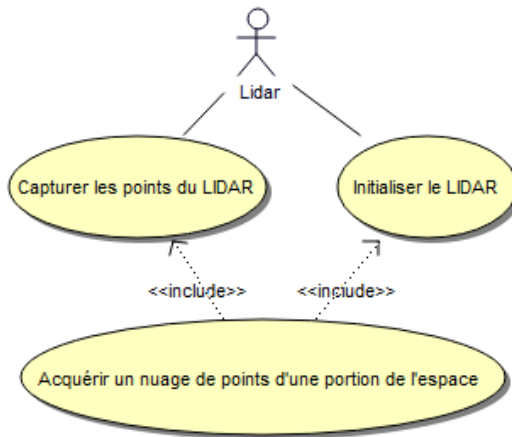 Lidar
Capturer les points du LIDAR
Initialiser le LIDAR
<<include>>
<<include>>
Acquérir un nuage de points d'une portion de l'espace